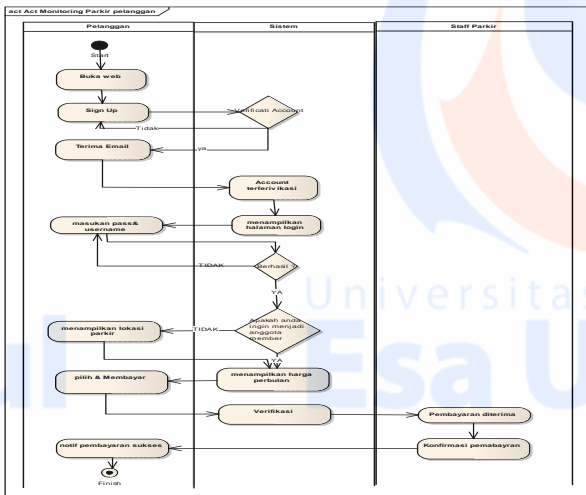 act Act Monitoring Parkir pelanggan
Pelanggan
Sistem
Staff Parkir
Start
Buka web
Sign Up
Verificati Account
Tidak
Terima Email
ya
Account
terferivikasi
masukan pass&
username
menampilkan
halaman login
TIDAK
Berhasil ?
YA
Apakah anda
ingin menjadi
anggota
member
menampilkan lokasi
parkir
TIDAK
YA
menampilkan harga
perbulan
pilih & Membayar
Verifikasi
Pembayaran diterima
notif pembayaran sukses
Konfirmasi pemabayran
Finish
Universitas
Esa U
ul